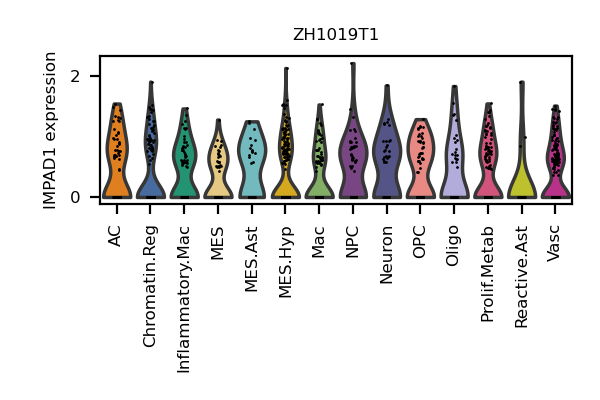 ZH1019T1
IMPAD1 expression
2
0
AC
Chromatin.Reg
Inflammatory.Mac
MES
MES.Ast
MES.Hyp
Mac
NPC
Neuron
OPC
Oligo
Prolif.Metab
Reactive.Ast
Vasc